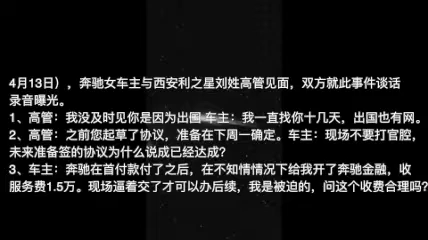 4月13日），奔驰女车主与西安利之星刘姓高管见面，双方就此事件谈话
录音曝光。
1、高管：我没及时见你是因为出国 车主：我一直找你十几天，出国也有网。
2、高管：之前您起草了协议，准备在下周一确定。车主：现场不要打官腔，
未来准备签的协议为什么说成已经达成？
3、车主：奔驰在首付款付了之后，在不知情情况下给我开了奔驰金融，收
服务费1.5万。现场逼着交了才可以办后续，我是被迫的，问这个收费合理吗？